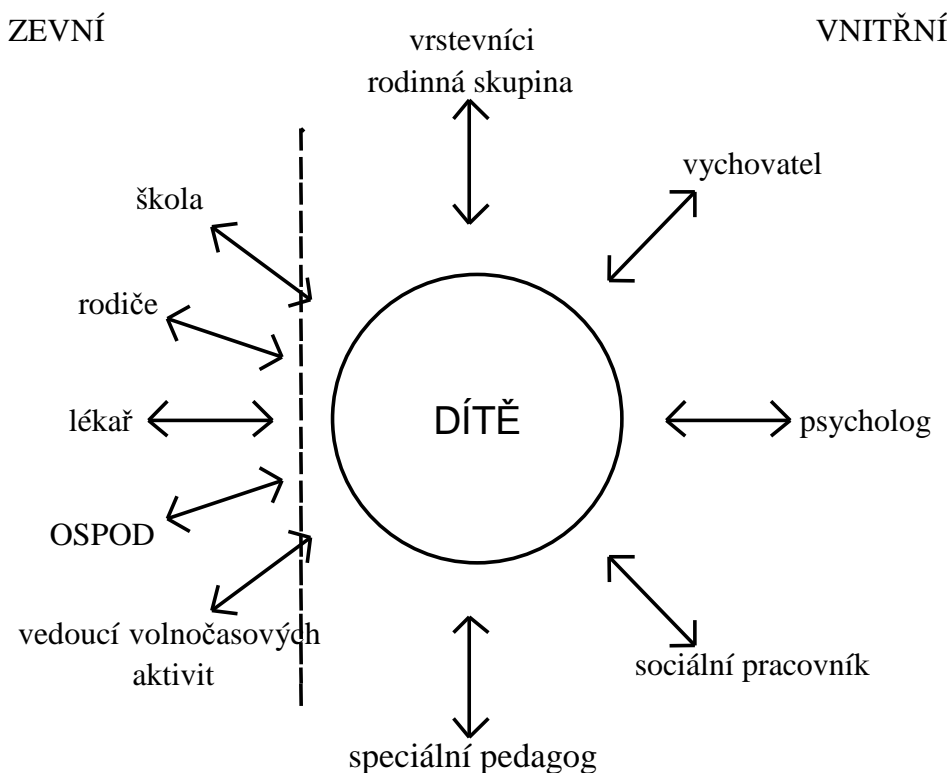 ZEVNÍ
VNITŘNÍ
vrstevníci
rodinná skupina
vychovatel
škola
rodiče
lékař
DÍTĚ
psycholog
OSPOD
vedoucí volnočasových
aktivit
sociální pracovník
speciální pedagog